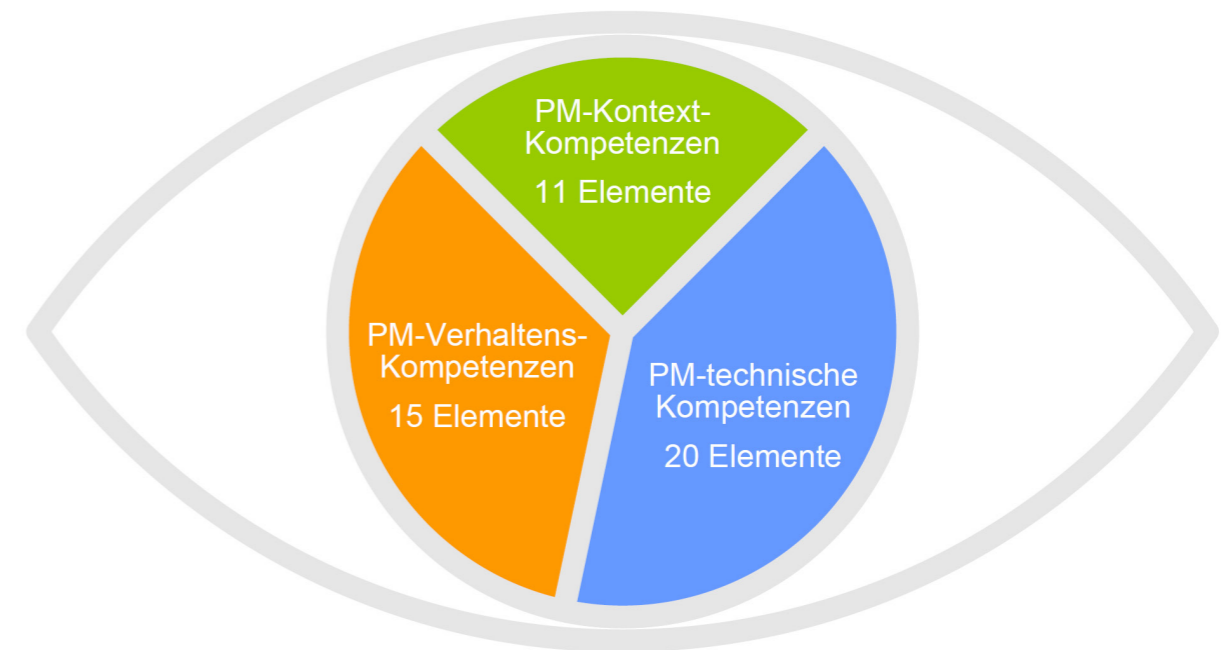 PM-Kontext-
Kompetenzen
11 Elemente
PM-Verhaltens-
Kompetenzen
15 Elemente
PM-technische
Kompetenzen
20 Elemente